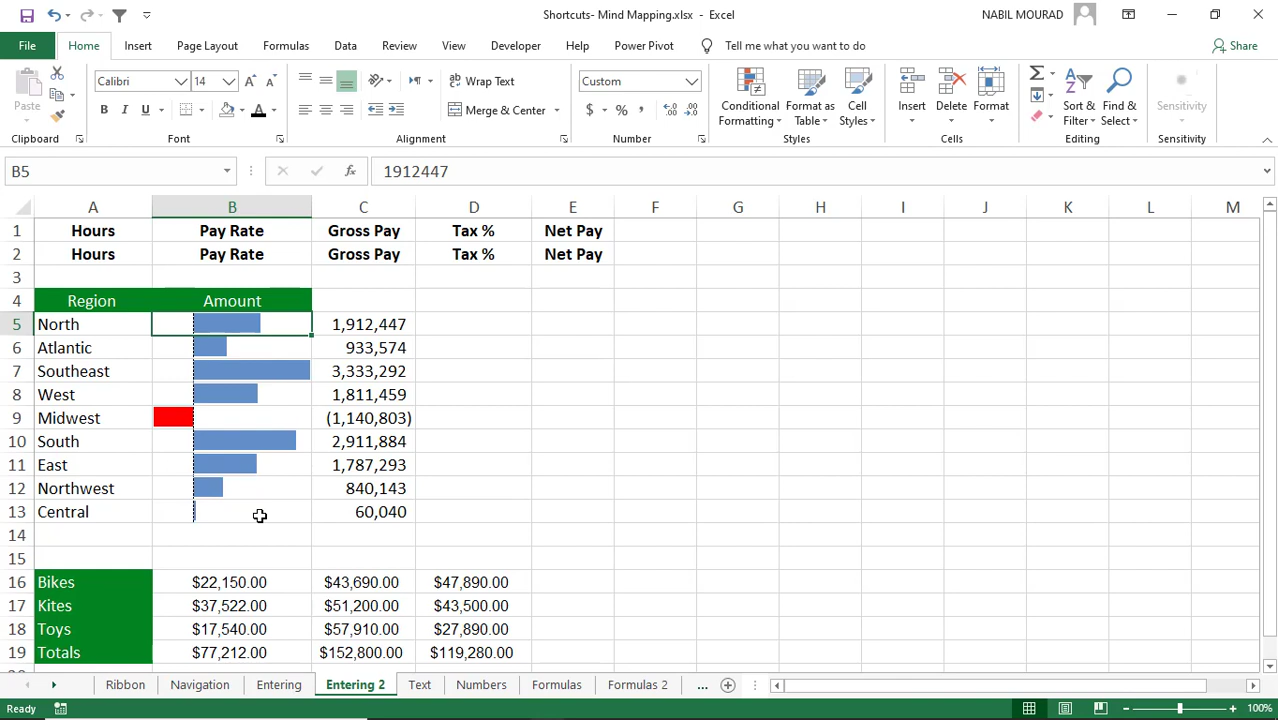 Shortcuts- Mind Mapping.xlsx - Excel
NABIL MOURAD
File Home Insert Page Layout Formulas Data Review View Developer Help Power Pivot Tell me what you want to do Share
Paste
Clipboard
Calibri 14
B I U A
Font
Wrap Text
Merge & Center
Alignment
Custom
$ % ,
Number
Conditional Formatting
Format Table
Cell Styles
Styles
Insert
Delete
Format
Cells
Sort & Filter
Find & Select
Editing
Sensitivity
Sensitivity
B5 fx 1912447
A B C D E F G H I J K L M
1 Hours Pay Rate Gross Pay Tax % Net Pay
2 Hours Pay Rate Gross Pay Tax % Net Pay
3
4 Region Amount
5 North 1,912,447
6 Atlantic 933,574
7 Southeast 3,333,292
8 West 1,811,459
9 Midwest (1,140,803)
10 South 2,911,884
11 East 1,787,293
12 Northwest 840,143
13 Central 60,040
14
15
16 Bikes $22,150.00 $43,690.00 $47,890.00
17 Kites $37,522.00 $51,200.00 $43,500.00
18 Toys $17,540.00 $57,910.00 $27,890.00
19 Totals $77,212.00 $152,800.00 $119,280.00
Ribbon Navigation Entering Entering 2 Text Numbers Formulas Formulas 2 ...
Ready 100%